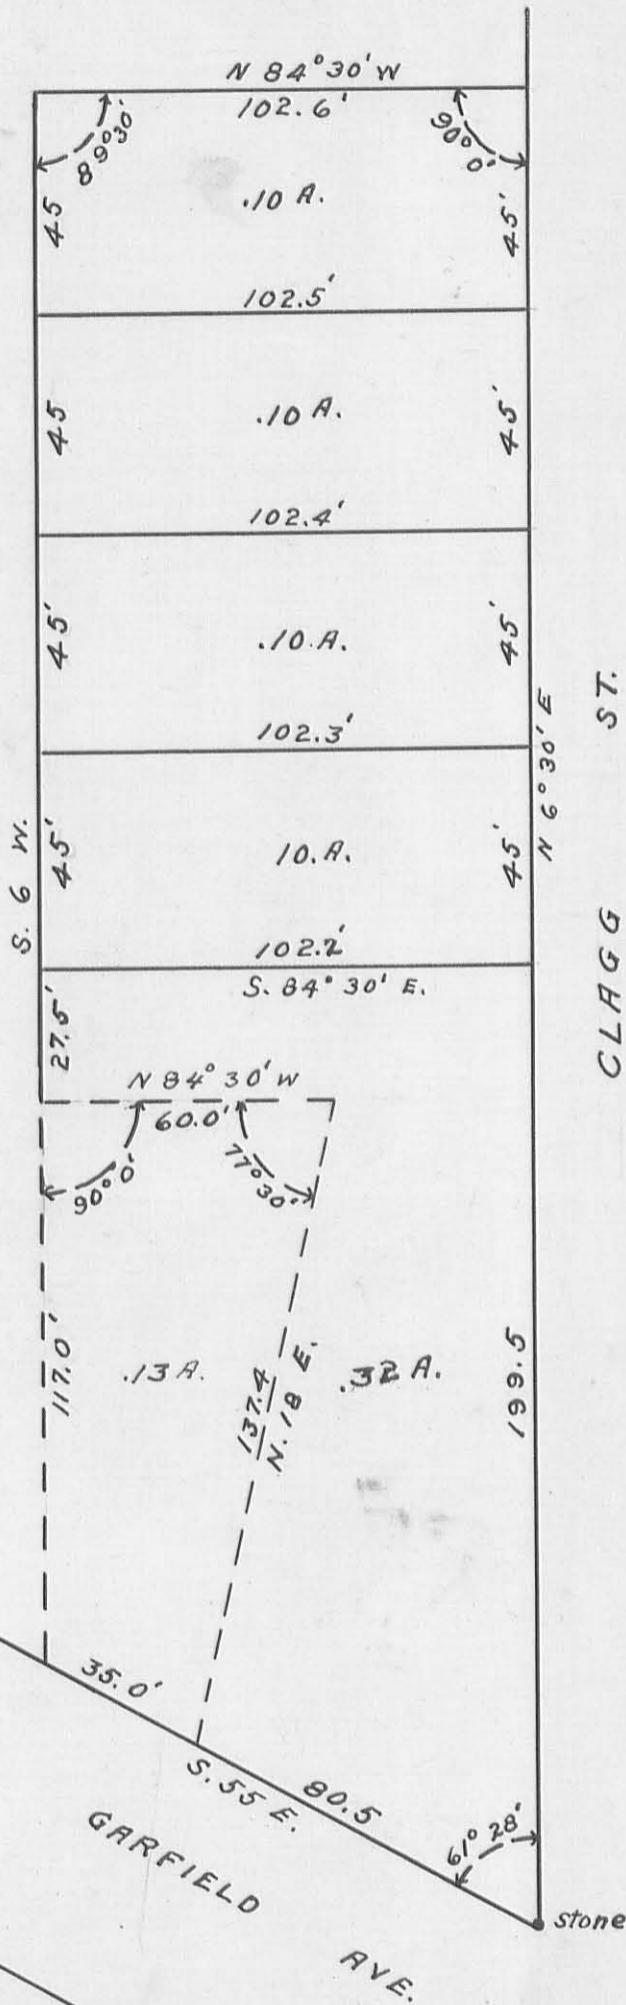 N 84° 30' W
102.6'
89° 30'
90° 0'
.10 A.
45
45'
102.5'
.10 A.
45
45'
102.4'
.10.A.
45'
45'
102.3'
N 6° 30' E
CLAGG ST.
S. 6 W.
10.A.
45'
45'
102.2'
S. 84° 30' E.
27.5'
N 84° 30' W
60.0'
90° 0'
77° 30'
117.0'
.13 A.
137.4
N. 18 E.
.32 A.
199.5
35.0'
S. 55 E.
80.5
61° 28'
stone
GARFIELD AVE.